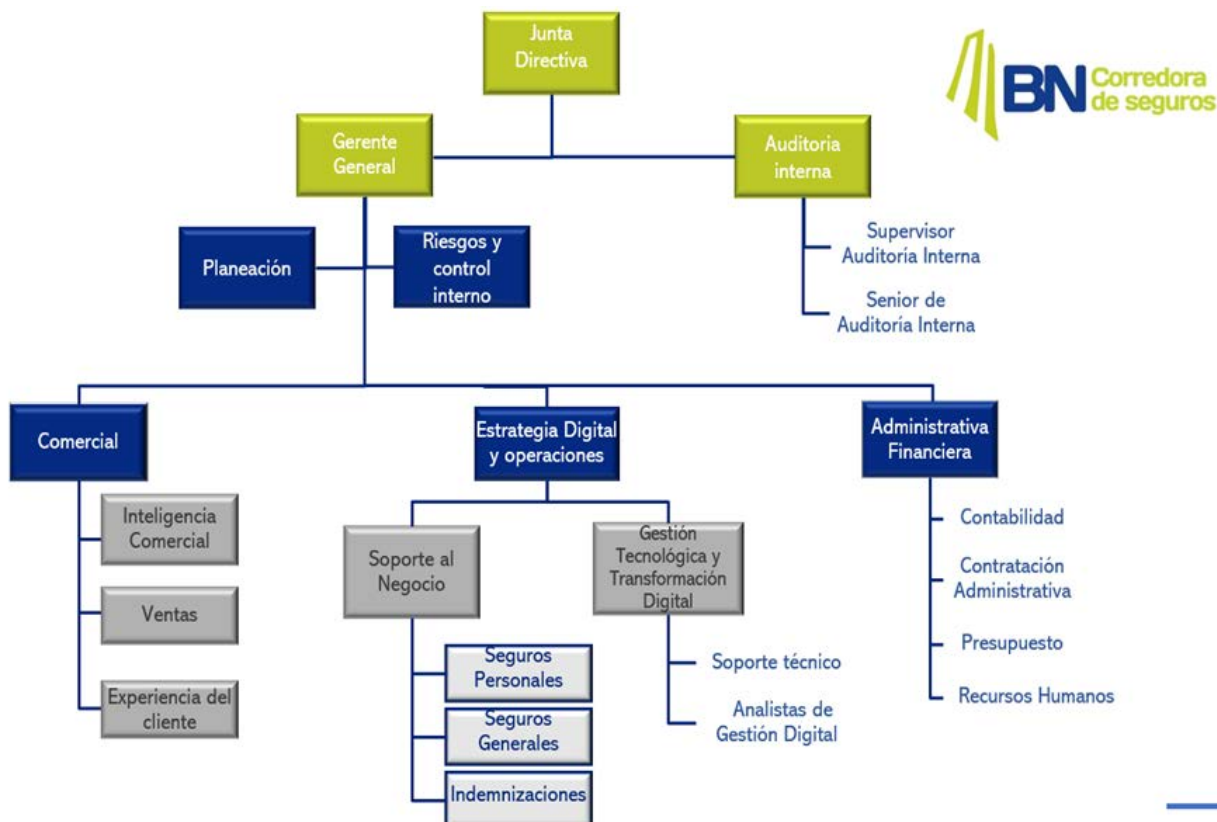 Junta
Directiva
BN Corredora
de seguros
Gerente
General
Auditoria
interna
Planeación
Riesgos y
control
interno
Supervisor
Auditoría Interna
Senior de
Auditoría Interna
Comercial
Estrategia Digital
y operaciones
Administrativa
Financiera
Inteligencia
Comercial
Ventas
Experiencia del
cliente
Soporte al
Negocio
Gestión
Tecnológica y
Transformación
Digital
Seguros
Personales
Seguros
Generales
Indemnizaciones
Soporte técnico
Analistas de
Gestión Digital
Contabilidad
Contratación
Administrativa
Presupuesto
Recursos Humanos